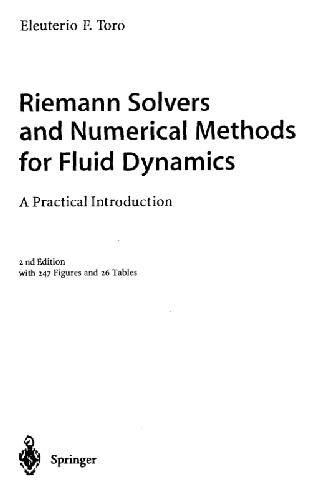 Eleuterio F. Toro
Riemann Solvers
and Numerical Methods
for Fluid Dynamics
A Practical Introduction
2nd Edition
with 247 Figures and 26 Tables
Springer